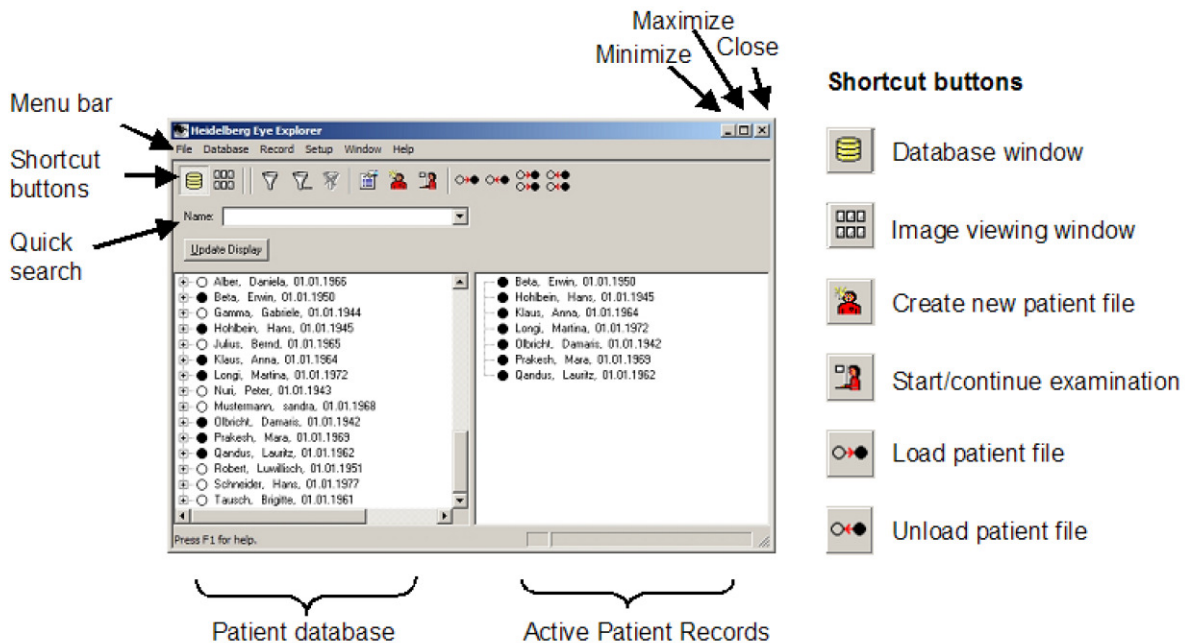 Maximize
Minimize
Close
Shortcut buttons
Menu bar
Heidelberg Eye Explorer
File Database Record Setup Window Help
Shortcut
buttons
Database window
Name:
Quick
search
Update Display
Image viewing window
Alber, Daniela, 01.01.1966
Beta, Erwin, 01.01.1950
Gamma, Gabriele, 01.01.1944
Hohlbein, Hans, 01.01.1945
Julius, Bernd, 01.01.1965
Klaus, Anna, 01.01.1964
Longi, Martina, 01.01.1972
Nuri, Peter, 01.01.1943
Mustermann, sandra, 01.01.1968
Olbricht, Damaris, 01.01.1942
Prakesh, Mara, 01.01.1969
Qandus, Lauritz, 01.01.1962
Robert, Luwillisch, 01.01.1951
Schneider, Hans, 01.01.1977
Tausch, Brigitte, 01.01.1961
Beta, Erwin, 01.01.1950
Hohlbein, Hans, 01.01.1945
Klaus, Anna, 01.01.1964
Longi, Martina, 01.01.1972
Olbricht, Damaris, 01.01.1942
Prakesh, Mara, 01.01.1969
Qandus, Lauritz, 01.01.1962
Create new patient file
Start/continue examination
Load patient file
Unload patient file
Press F1 for help.
Patient database
Active Patient Records